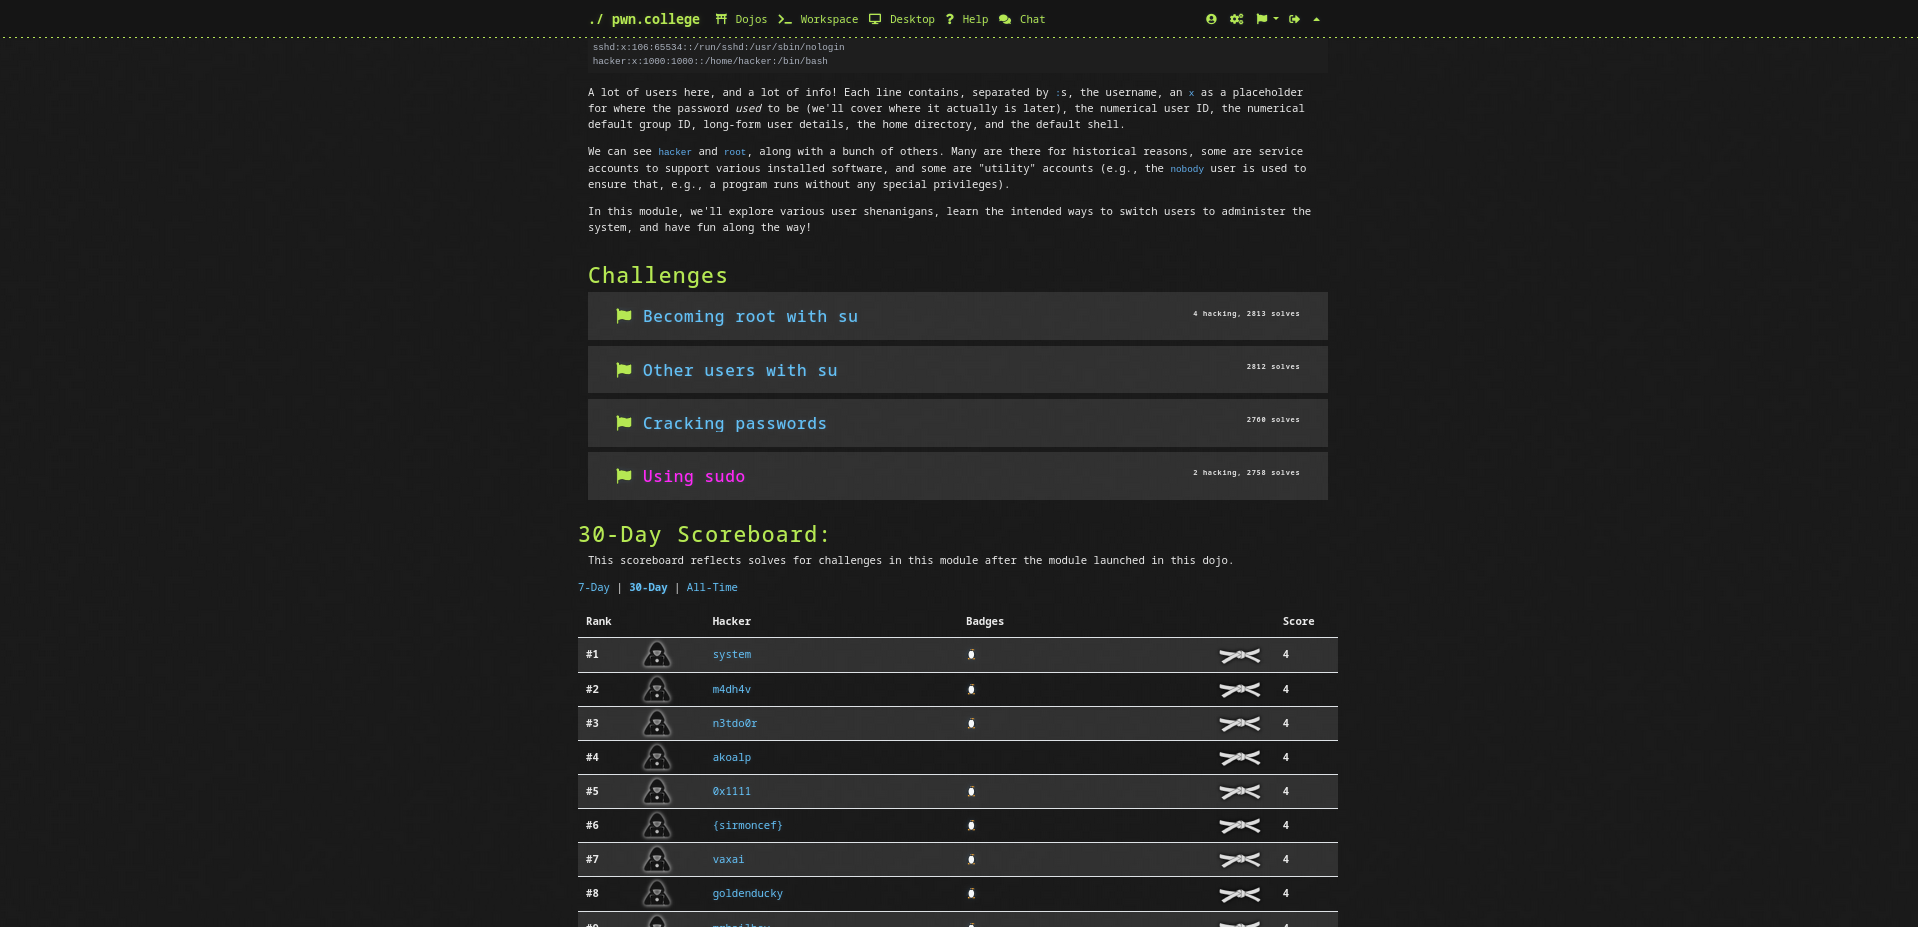 ./ pwn.college Dojos Workspace Desktop Help Chat
sshd:x:106:65534::/run/sshd:/usr/sbin/nologin
hacker:x:1000:1000::/home/hacker:/bin/bash
A lot of users here, and a lot of info! Each line contains, separated by :s, the username, an x as a placeholder
for where the password used to be (we'll cover where it actually is later), the numerical user ID, the numerical
default group ID, long-form user details, the home directory, and the default shell.
We can see hacker and root, along with a bunch of others. Many are there for historical reasons, some are service
accounts to support various installed software, and some are "utility" accounts (e.g., the nobody user is used to
ensure that, e.g., a program runs without any special privileges).
In this module, we'll explore various user shenanigans, learn the intended ways to switch users to administer the
system, and have fun along the way!
Challenges
Becoming root with su 4 hacking, 2813 solves
Other users with su 2812 solves
Cracking passwords 2760 solves
Using sudo 2 hacking, 2758 solves
30-Day Scoreboard:
This scoreboard reflects solves for challenges in this module after the module launched in this dojo.
7-Day | 30-Day | All-Time
Rank Hacker Badges Score
#1 system 4
#2 m4dh4v 4
#3 n3tdo0r 4
#4 akoalp 4
#5 0x1111 4
#6 {sirmoncef} 4
#7 vaxai 4
#8 goldenducky 4